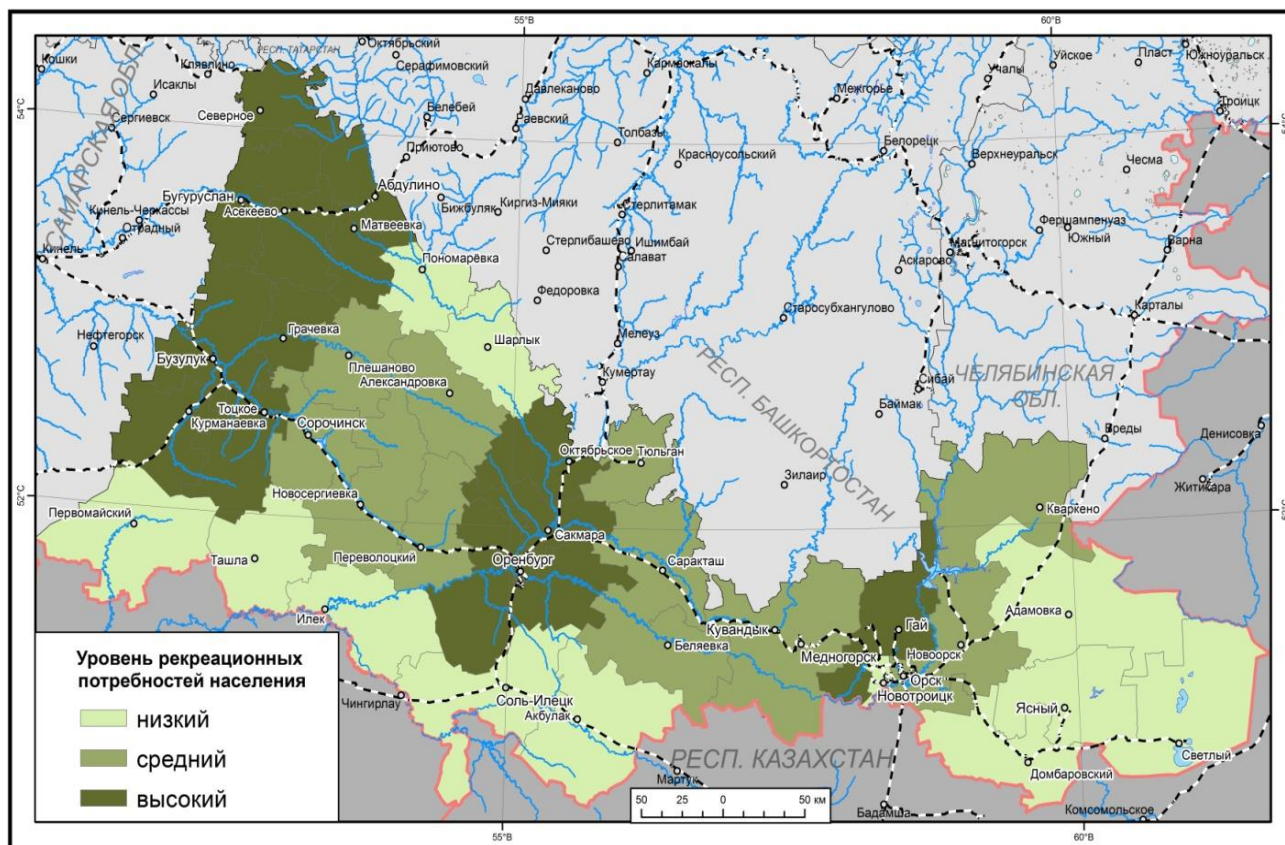 55°В
60°В
РЕСП. ТАТАРСТАН
Октябрьский
Кошки
Клявлино
Серафимовский
Исаклы
Кармаскалы
Учалы
Уйское
Пласт
Южноуральск
Межгорье
Давлеканово
54°С
Северное
Белебей
Раевский
Троицк
Сергиевск
САМАРСКАЯ ОБЛ.
Толбазы
Белорецк
Приютово
Красноусольский
Верхнеуральск
Чесма
Абдулино
Бугуруслан
Асекеево
Бижбуляк
Киргиз-Мияки
Стерлитамак
Кинель-Черкассы
Отрадный
Матвеевка
Фершампенуаз
Южный
Кинель
Стерлибашево
Ишимбай
Салават
Магнитогорск
Варна
Пономарёвка
Аскарово
Федоровка
Старосубхангулово
Карталы
Нефтегорск
Грачевка
Шарлык
Мелеуз
Бузулук
Плешаново
Александровка
Кумертау
РЕСП. БАШКОРТОСТАН
Сибай
ЧЕЛЯБИНСКАЯ
ОБЛ.
Тоцкое
Курманаевка
Баймак
Сорочинск
Бреды
Денисовка
Октябрьское
Тюльган
Зилаир
Житикара
52°С
Новосергиевка
Первомайский
Кваркено
Сакмара
Ташла
Переволоцкий
Оренбург
Саракташ
Илек
Адамовка
Кувандык
Гай
Беляевка
Медногорск
Новоорск
Орск
Новотроицк
Уровень рекреационных
потребностей населения
низкий
средний
высокий
Чингирлау
Соль-Илецк
Акбулак
Ясный
РЕСП. КАЗАХСТАН
Светлый
Мартук
Домбаровский
50 25 0 50 км
Бадамша
Комсомольское
55°В
60°В